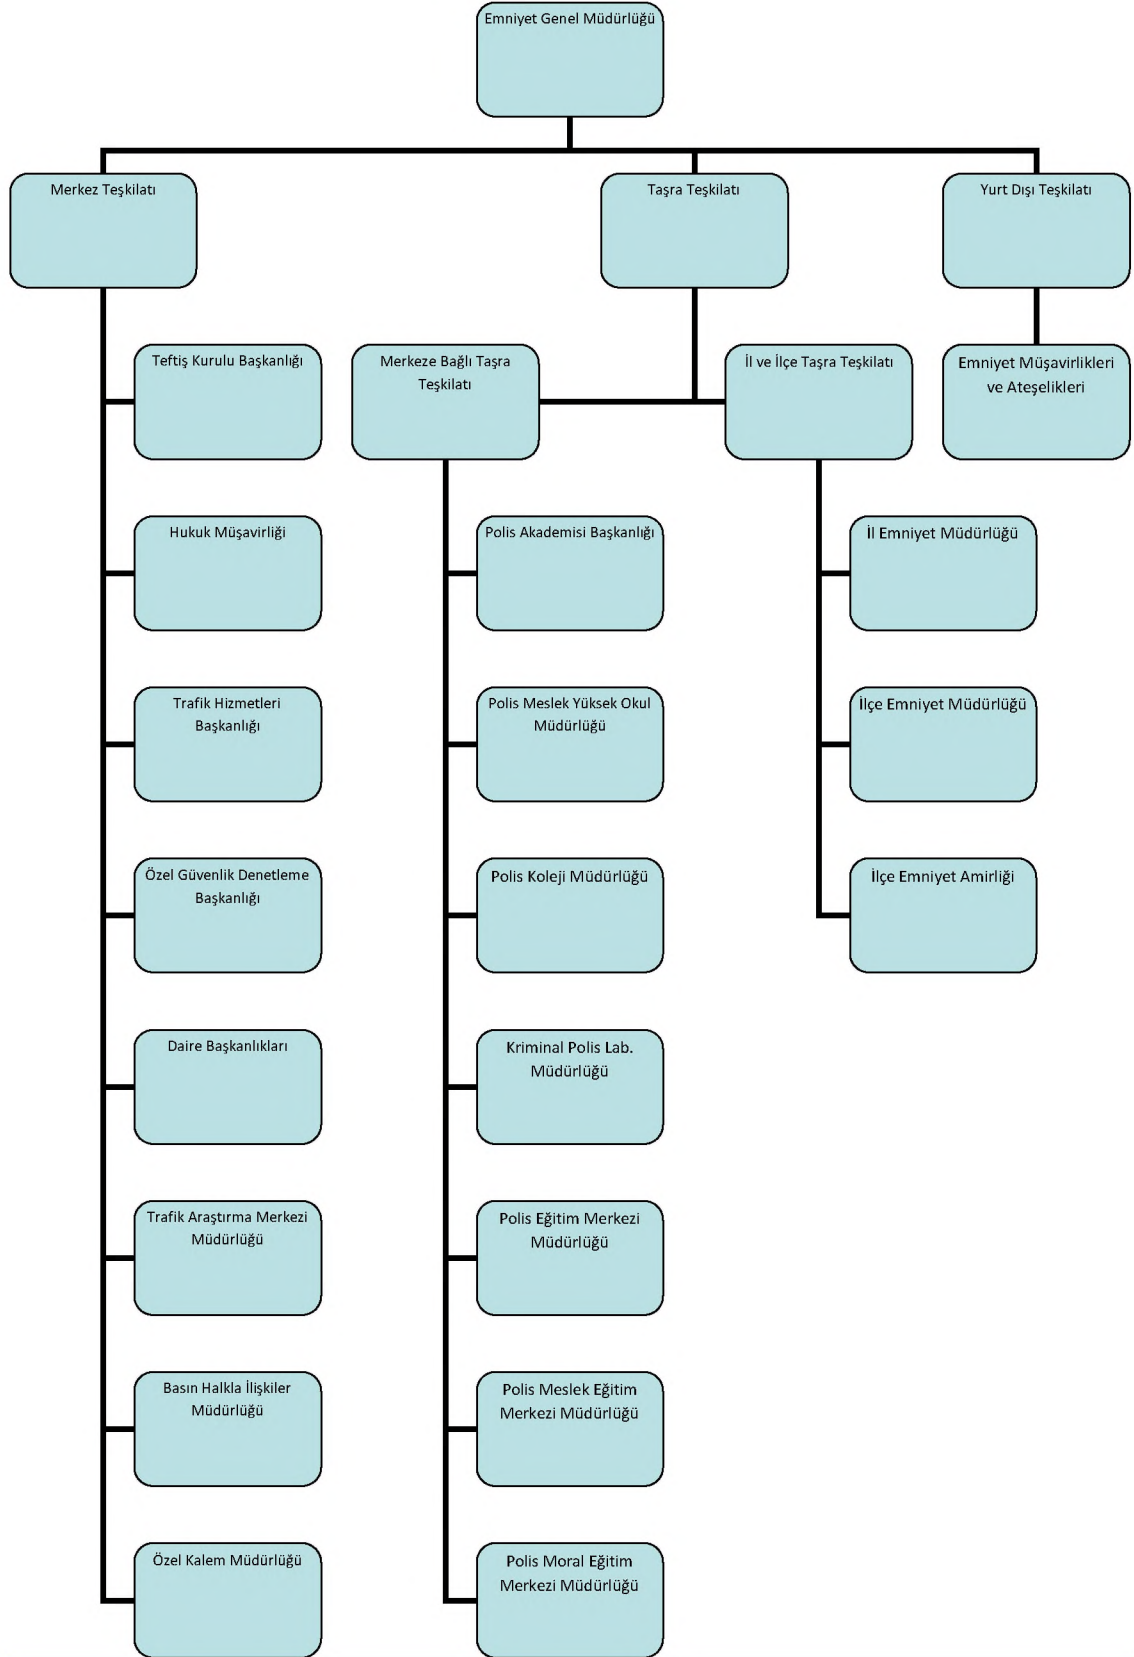 Emniyet Genel Müdürlüğü
Merkez Teşkilatı
Taşra Teşkilatı
Yurt Dışı Teşkilatı
Teftiş Kurulu Başkanlığı
Merkeze Bağlı Taşra
Teşkilatı
İl ve İlçe Taşra Teşkilatı
Emniyet Müşavirlikleri
ve Ateşelikleri
Hukuk Müşavirliği
Polis Akademisi Başkanlığı
İl Emniyet Müdürlüğü
Trafik Hizmetleri
Başkanlığı
Polis Meslek Yüksek Okul
Müdürlüğü
İlçe Emniyet Müdürlüğü
Özel Güvenlik Denetleme
Başkanlığı
Polis Koleji Müdürlüğü
İlçe Emniyet Amirliği
Daire Başkanlıkları
Kriminal Polis Lab.
Müdürlüğü
Trafik Araştırma Merkezi
Müdürlüğü
Polis Eğitim Merkezi
Müdürlüğü
Basın Halkla İlişkiler
Müdürlüğü
Polis Meslek Eğitim
Merkezi Müdürlüğü
Özel Kalem Müdürlüğü
Polis Moral Eğitim
Merkezi Müdürlüğü